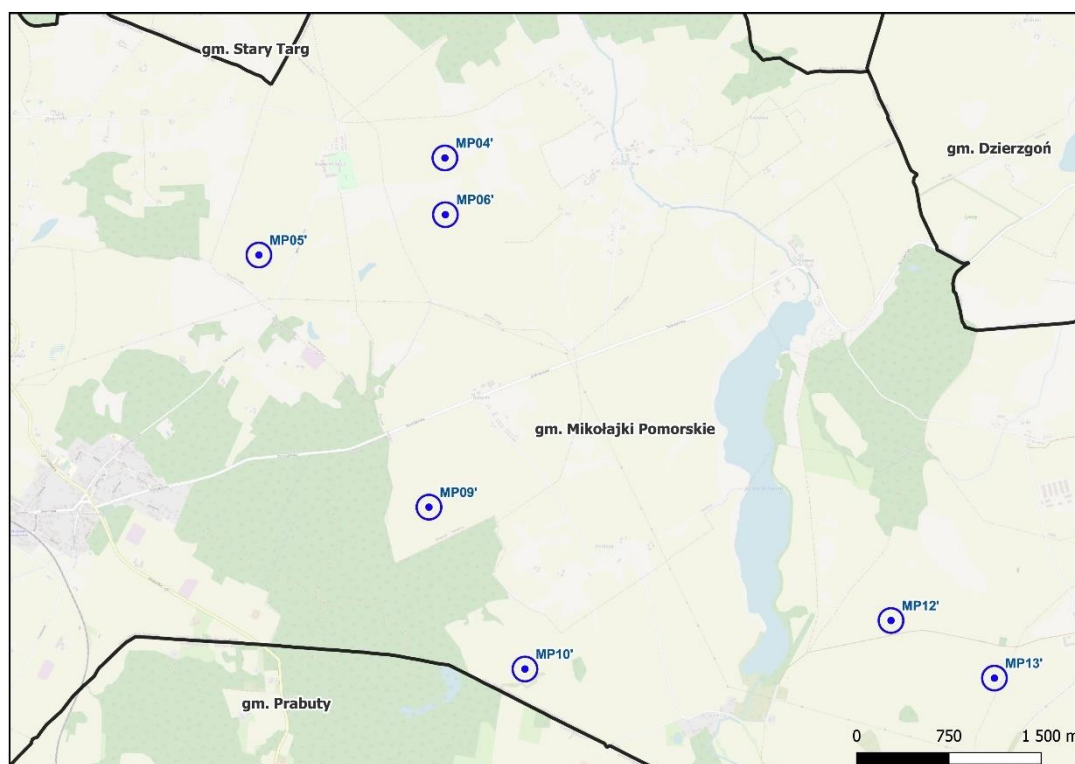 gm. Stary Targ
MP04'
gm. Dzierzgoń
MP06'
MP05'
gm. Mikołajki Pomorskie
MP09'
MP12'
MP10'
MP13'
gm. Prabuty
0 750 1 500 m